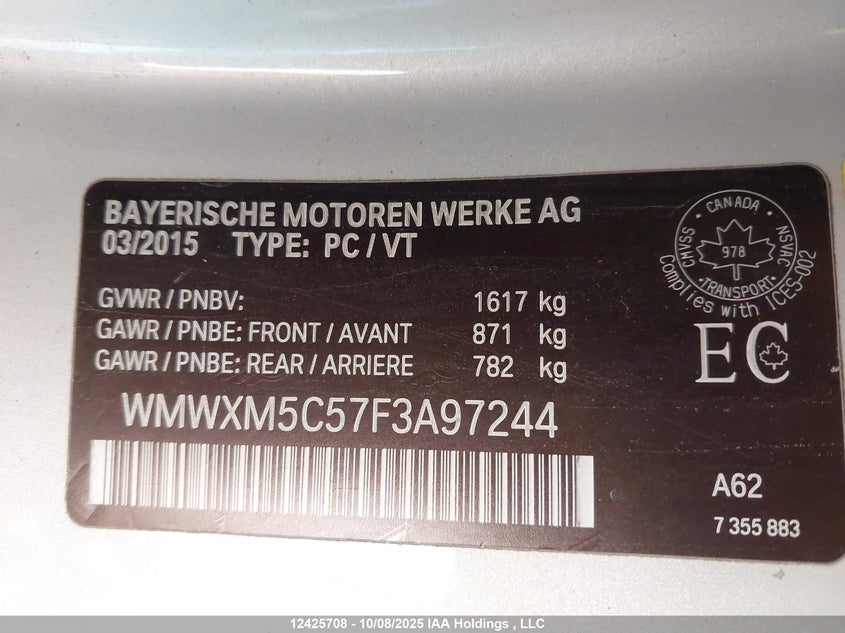 BAYERISCHE MOTOREN WERKE AG
03/2015 TYPE: PC / VT
GVWR / PNBV: 1617 kg
GAWR / PNBE: FRONT / AVANT 871 kg
GAWR / PNBE: REAR / ARRIERE 782 kg
WMWXM5C57F3A97244
CANADA
CMVSS
NSVAC
978
TRANSPORT
Complies with ICES-002
EC
A62
7 355 883
12425708 - 10/08/2025 IAA Holdings , LLC